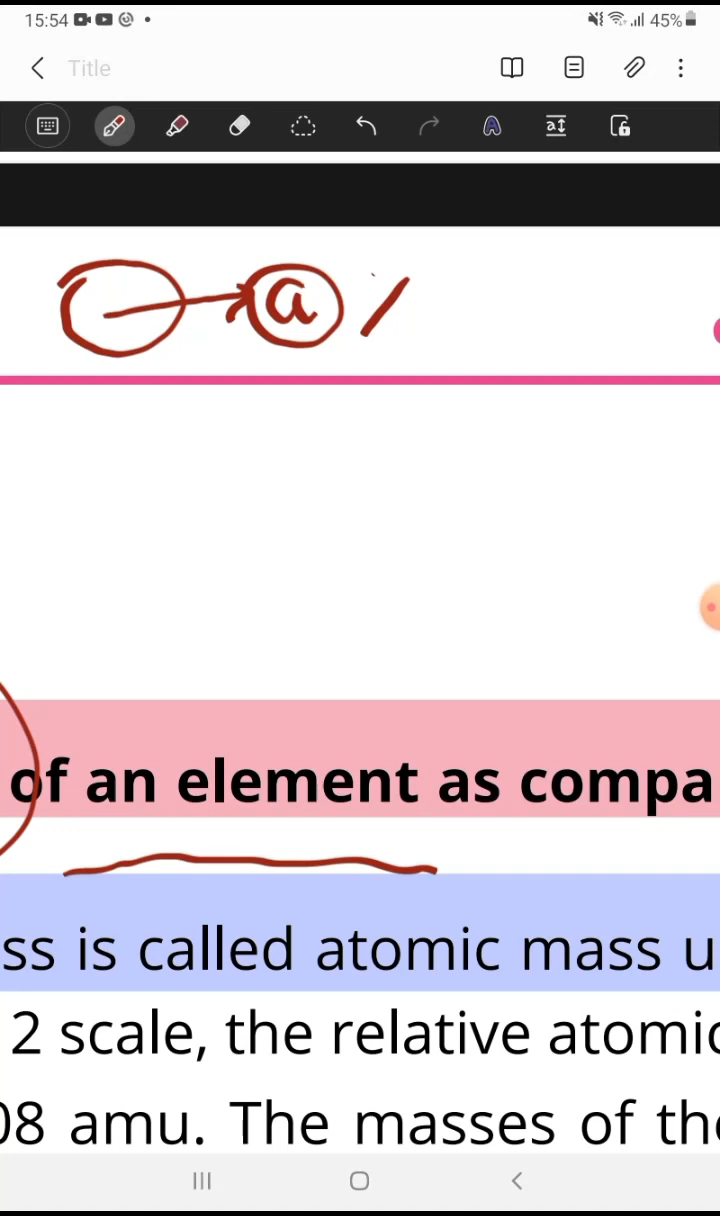 15:54 45%
Title
a
of an element as compa
ss is called atomic mass u
2 scale, the relative atomic
08 amu. The masses of the